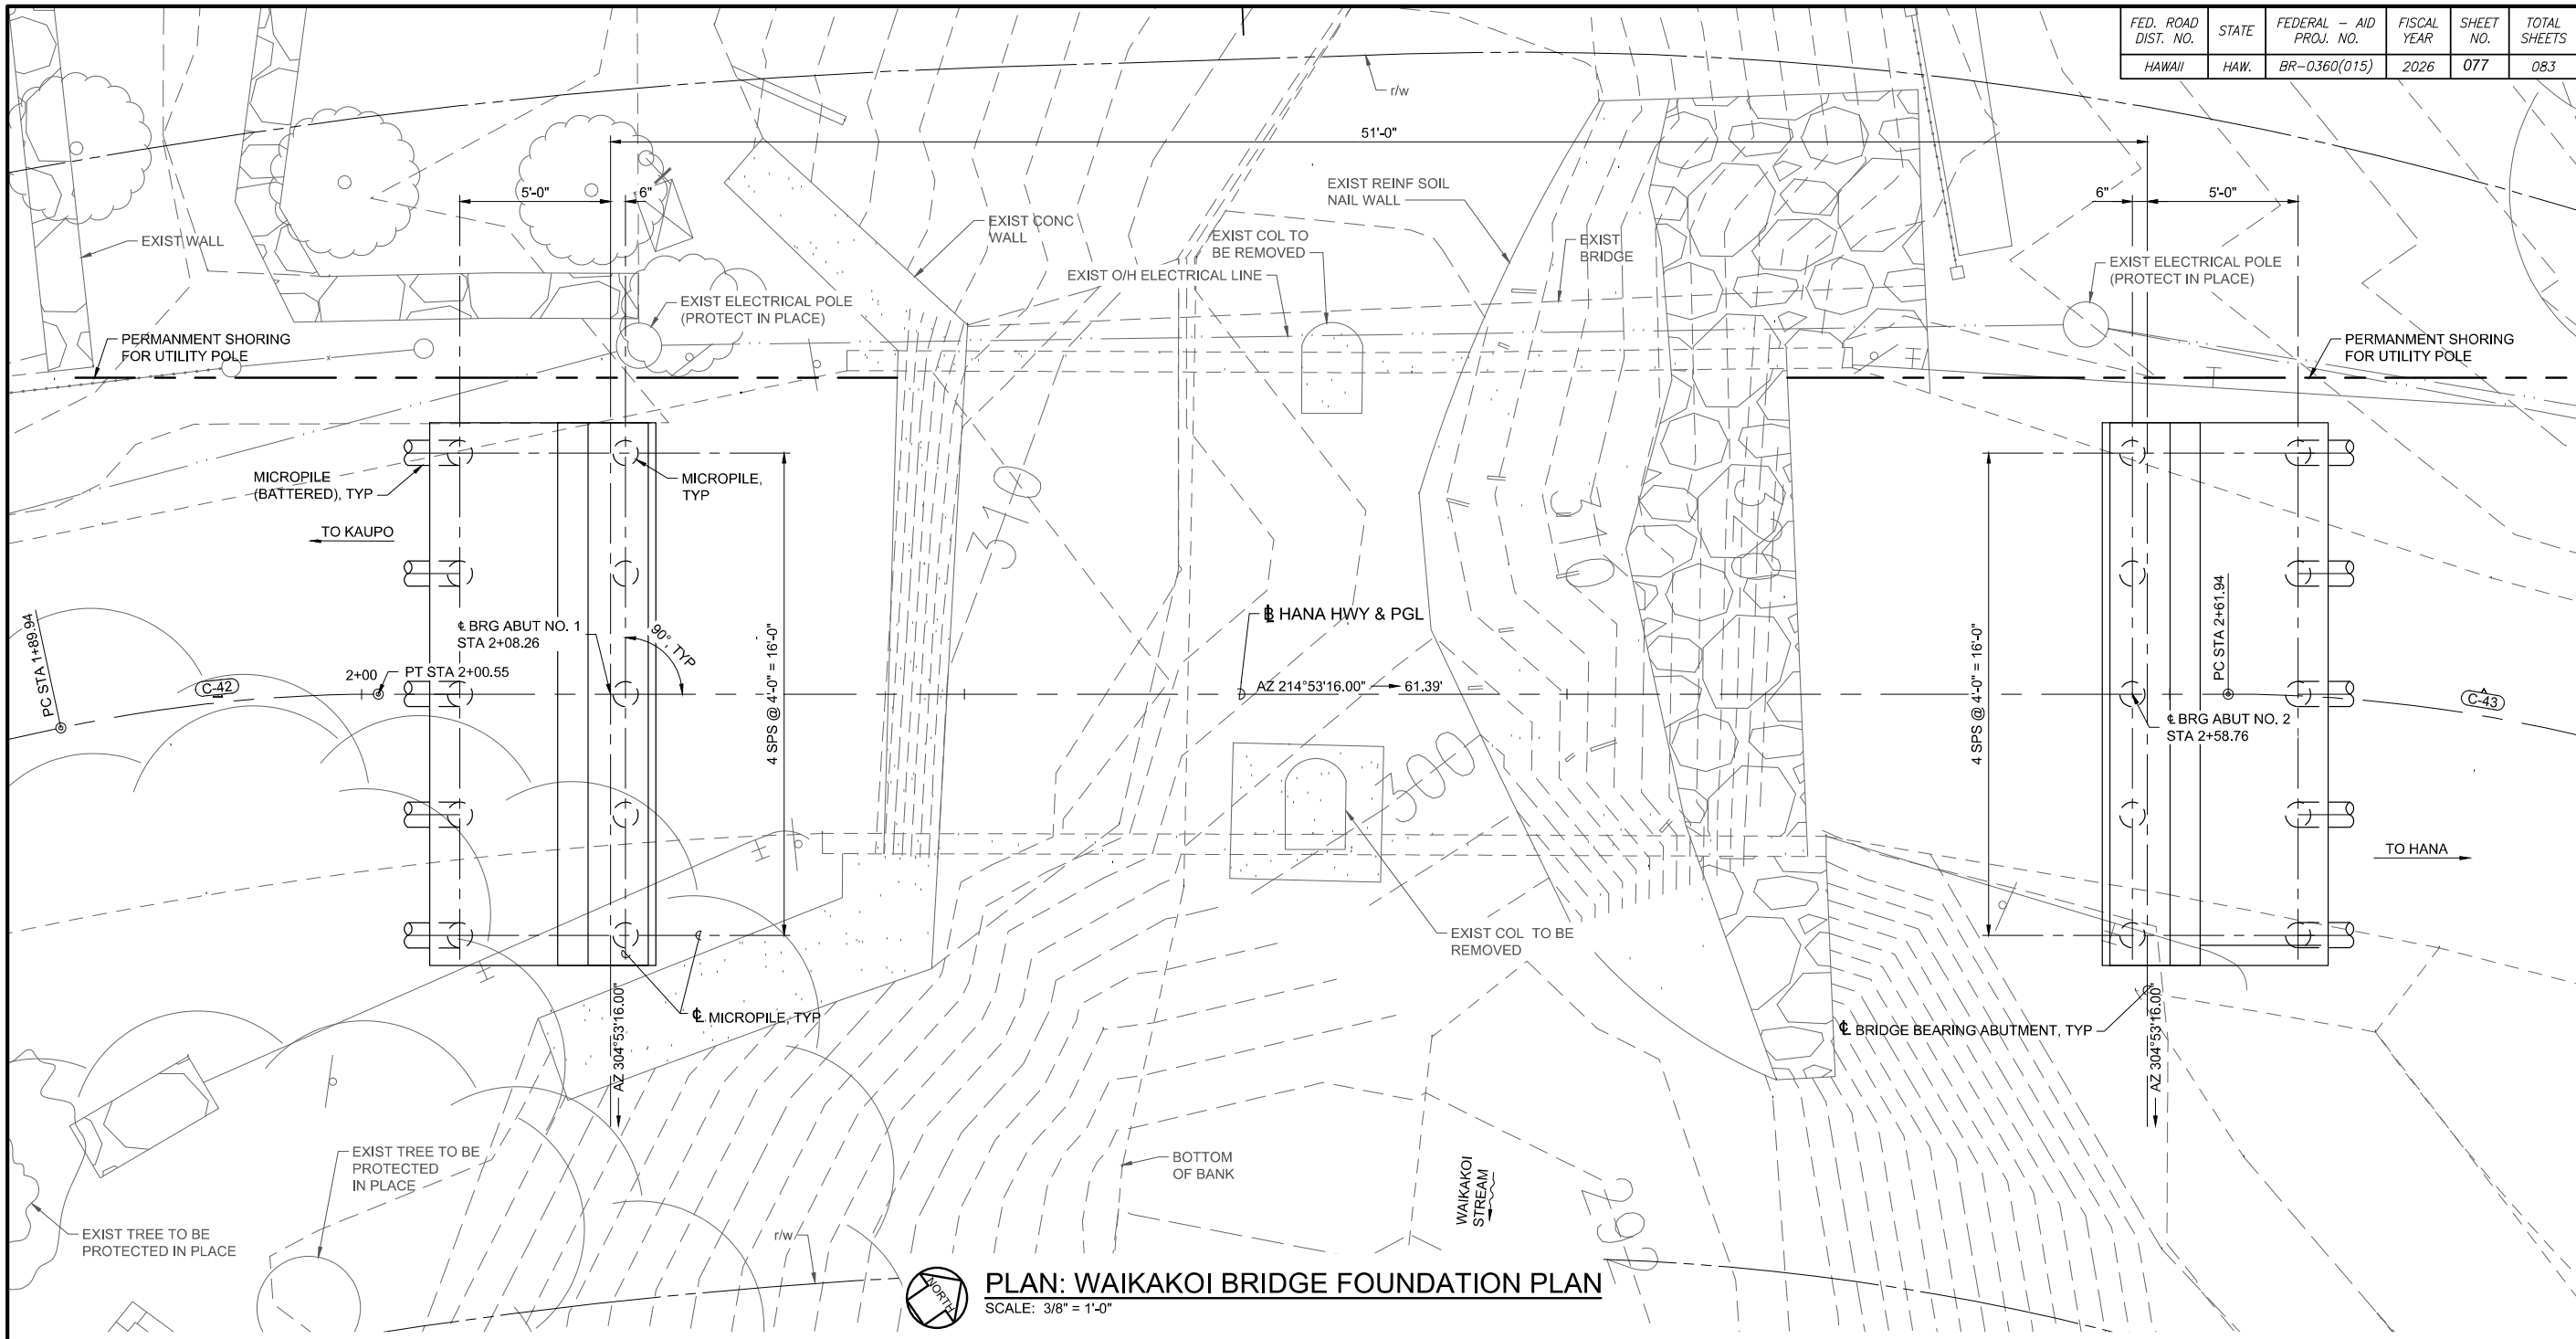 FED. ROAD DIST. NO.
STATE
FEDERAL – AID PROJ. NO.
FISCAL YEAR
SHEET NO.
TOTAL SHEETS
HAWAII
HAW.
BR-0360(015)
2026
077
083
r/w
51'-0"
5'-0"
6"
6"
5'-0"
EXIST WALL
EXIST CONC
WALL
EXIST REINF SOIL
NAIL WALL
EXIST COL TO
BE REMOVED
EXIST
BRIDGE
EXIST O/H ELECTRICAL LINE
EXIST ELECTRICAL POLE
(PROTECT IN PLACE)
EXIST ELECTRICAL POLE
(PROTECT IN PLACE)
PERMANMENT SHORING
FOR UTILITY POLE
PERMANMENT SHORING
FOR UTILITY POLE
MICROPILE
(BATTERED), TYP
MICROPILE,
TYP
TO KAUPO
310
310
300
PC STA 1+89.94
C-42
2+00
PT STA 2+00.55
℄ BRG ABUT NO. 1
STA 2+08.26
90°, TYP
4 SPS @ 4'-0" = 16'-0"
HANA HWY & PGL
AZ 214°53'16.00"
61.39'
300
4 SPS @ 4'-0" = 16'-0"
PC STA 2+61.94
℄ BRG ABUT NO. 2
STA 2+58.76
C-43
TO HANA
EXIST COL TO BE
REMOVED
℄ MICROPILE, TYP
AZ 304°53'16.00"
℄ BRIDGE BEARING ABUTMENT, TYP
AZ 304°53'16.00"
EXIST TREE TO BE
PROTECTED
IN PLACE
EXIST TREE TO BE
PROTECTED IN PLACE
BOTTOM
OF BANK
WAIKAKOI
STREAM
292
r/w
NORTH
PLAN: WAIKAKOI BRIDGE FOUNDATION PLAN
SCALE: 3/8" = 1'-0"